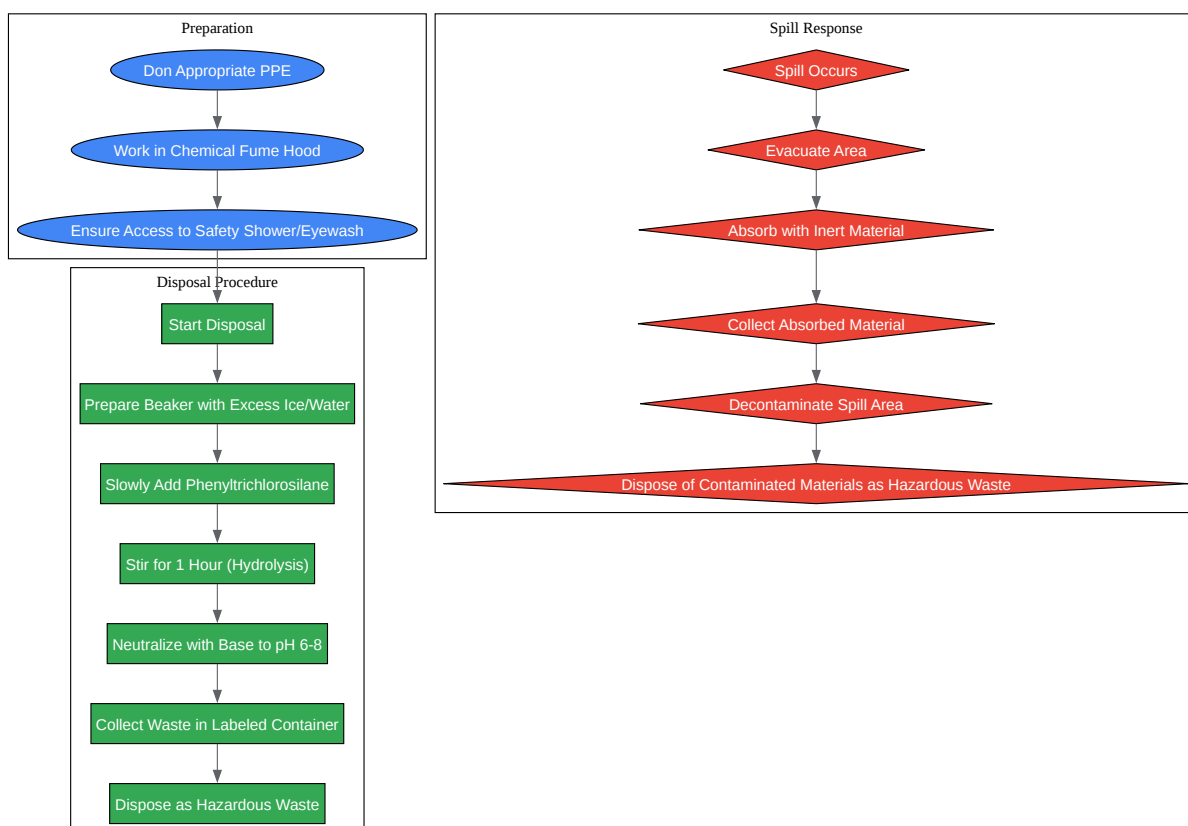 Preparation
Don Appropriate PPE
Work in Chemical Fume Hood
Ensure Access to Safety Shower/Eyewash
Disposal Procedure
Start Disposal
Prepare Beaker with Excess Ice/Water
Slowly Add Phenyltrichlorosilane
Stir for 1 Hour (Hydrolysis)
Neutralize with Base to pH 6-8
Collect Waste in Labeled Container
Dispose as Hazardous Waste
Spill Response
Spill Occurs
Evacuate Area
Absorb with Inert Material
Collect Absorbed Material
Decontaminate Spill Area
Dispose of Contaminated Materials as Hazardous Waste